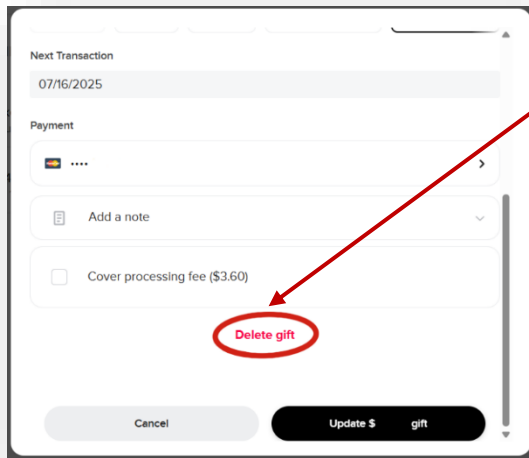 Next Transaction
07/16/2025
Payment
••••
Add a note
Cover processing fee ($3.60)
Delete gift
Cancel
Update $ gift